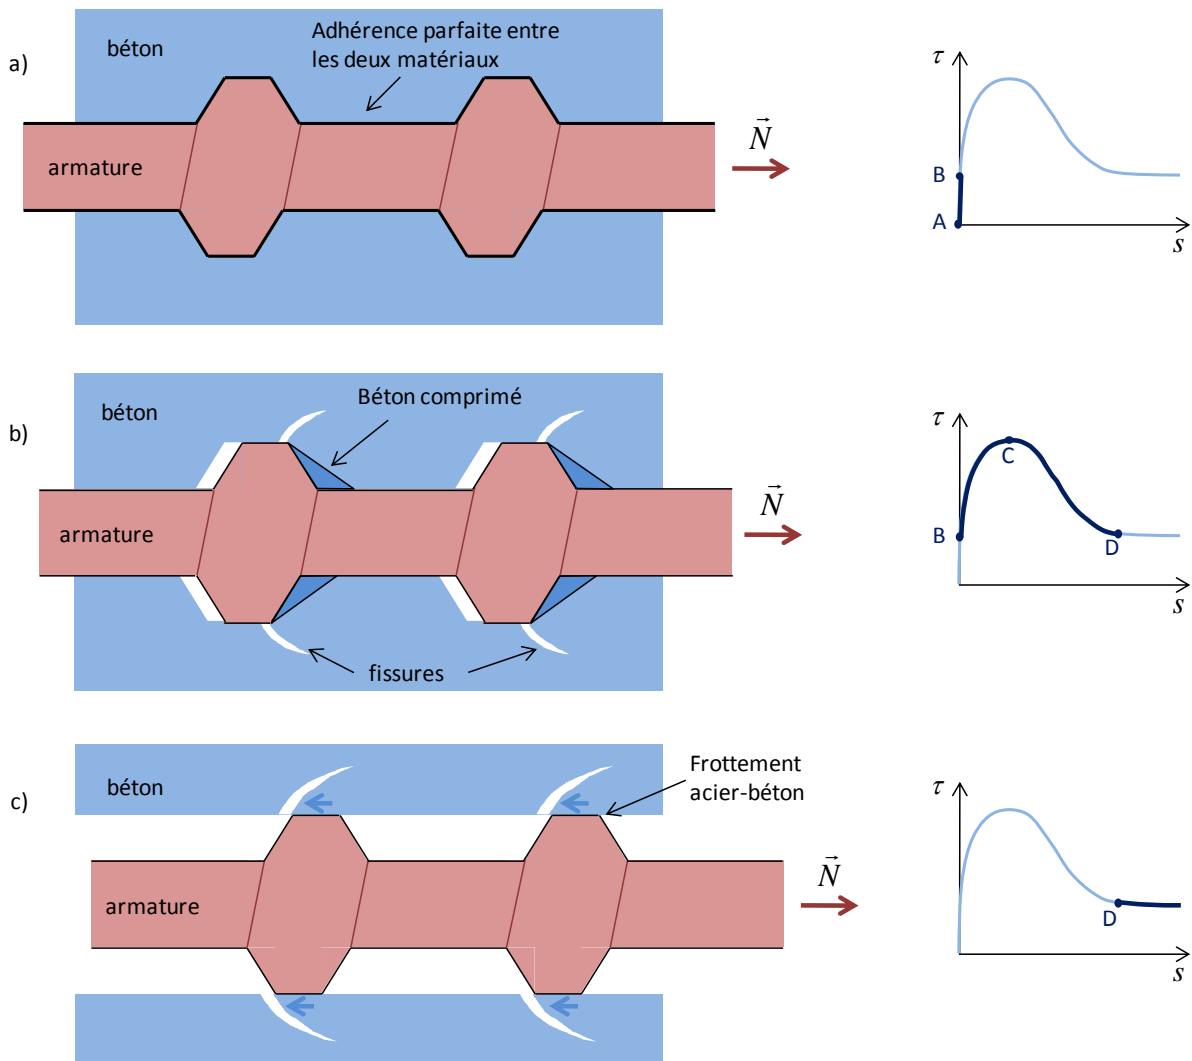 a)
béton
Adhérence parfaite entre
les deux matériaux
armature
N
τ
B
A
s
b)
béton
Béton comprimé
armature
fissures
N
τ
C
B
D
s
c)
béton
Frottement
acier-béton
armature
N
τ
D
s